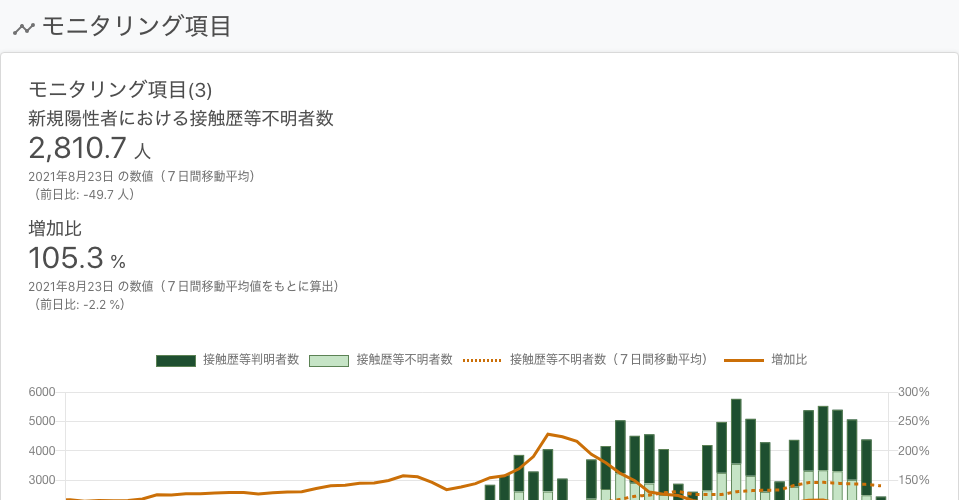 モニタリング項目
モニタリング項目(3)
新規陽性者における接触歴等不明者数
2,810.7 人
2021年8月23日 の数値（７日間移動平均）
（前日比: -49.7 人）
増加比
105.3 %
2021年8月23日 の数値（７日間移動平均値をもとに算出）
（前日比: -2.2 %）
接触歴等判明者数 接触歴等不明者数 接触歴等不明者数（７日間移動平均） 増加比
6000 300%
5000 250%
4000 200%
3000 150%